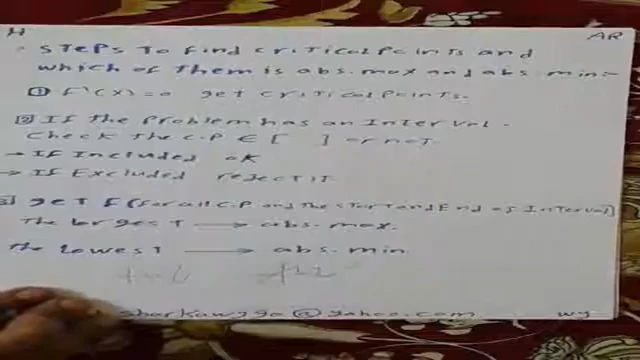 H AR
Steps To find criTical Points and
which of Them is abs. max and abs. min:-
① F'(X)=0 get criTical Points.
② If The Problem has an InTerval.
Check The C.P ∈ [ ] or noT.
→ If Included ok
→ If Excluded rejecT iT
3 geT F (for all C.P and The sTarT and End of InTerval)
The largesT → abs. max.
The LowesT → abs. min
@yahoo.com